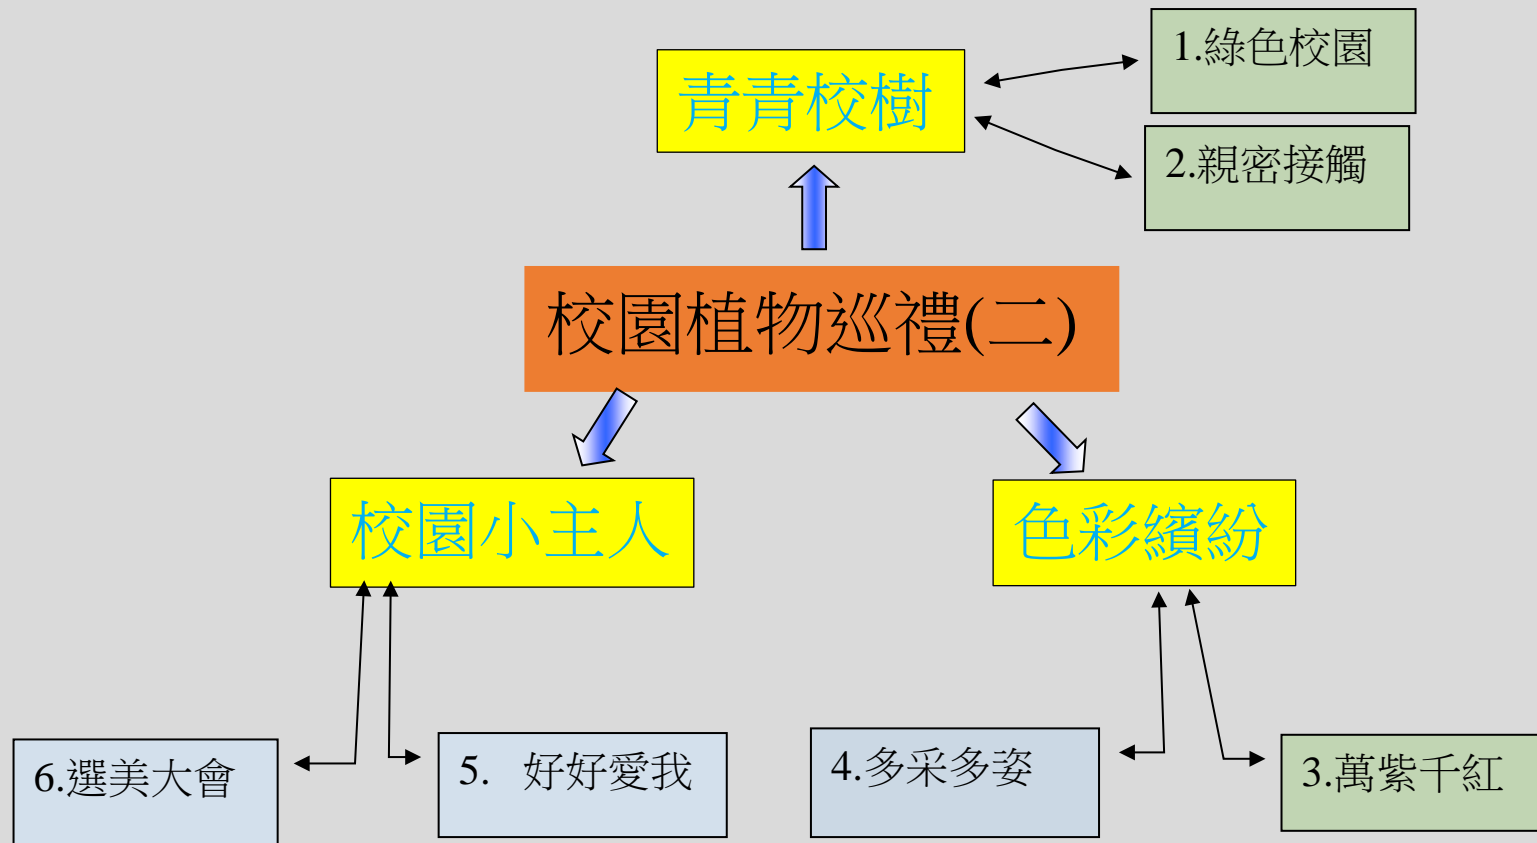 1.綠色校園
青青校樹
2.親密接觸
校園植物巡禮(二)
校園小主人
色彩繽紛
6.選美大會
5. 好好愛我
4.多采多姿
3.萬紫千紅